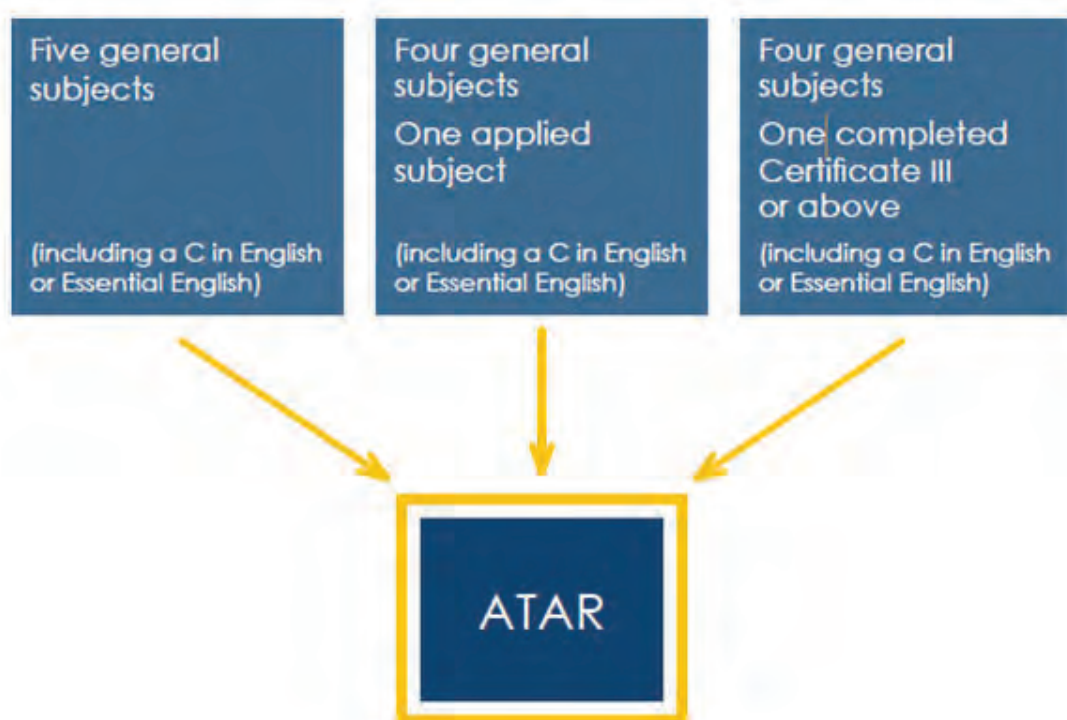 Five general
subjects
(including a C in English
or Essential English)
Four general
subjects
One applied
subject
(including a C in English
or Essential English)
Four general
subjects
One completed
Certificate III
or above
(including a C in English
or Essential English)
ATAR